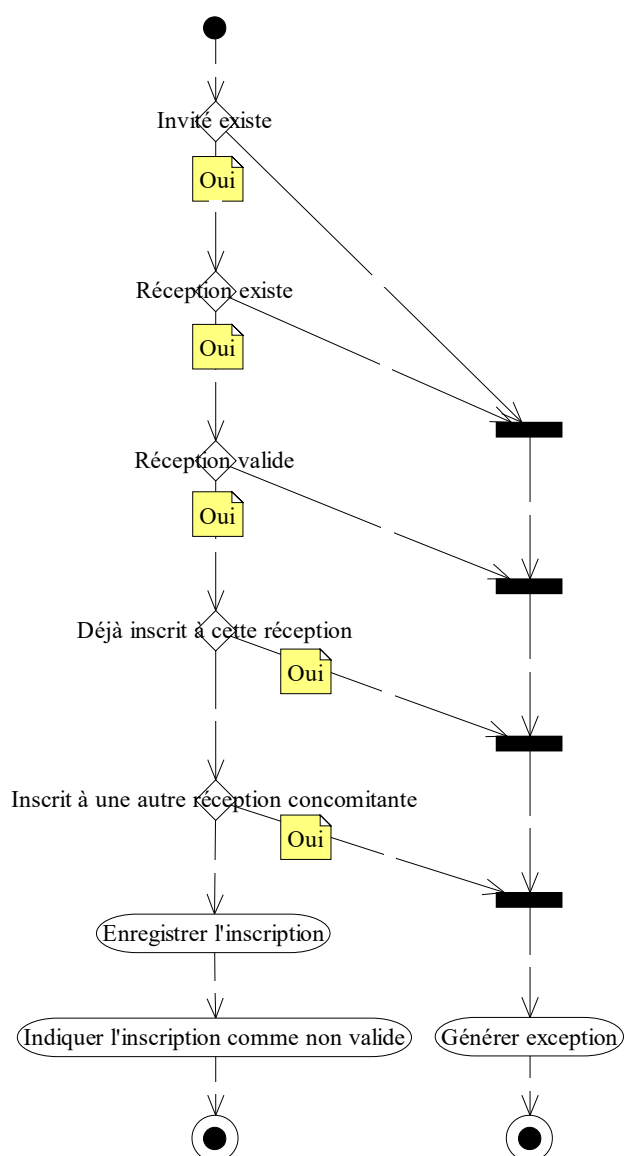 Invité existe
Oui
Réception existe
Oui
Réception valide
Oui
Déjà inscrit à cette réception
Oui
Inscrit à une autre réception concomitante
Oui
Enregistrer l'inscription
Indiquer l'inscription comme non valide
Générer exception